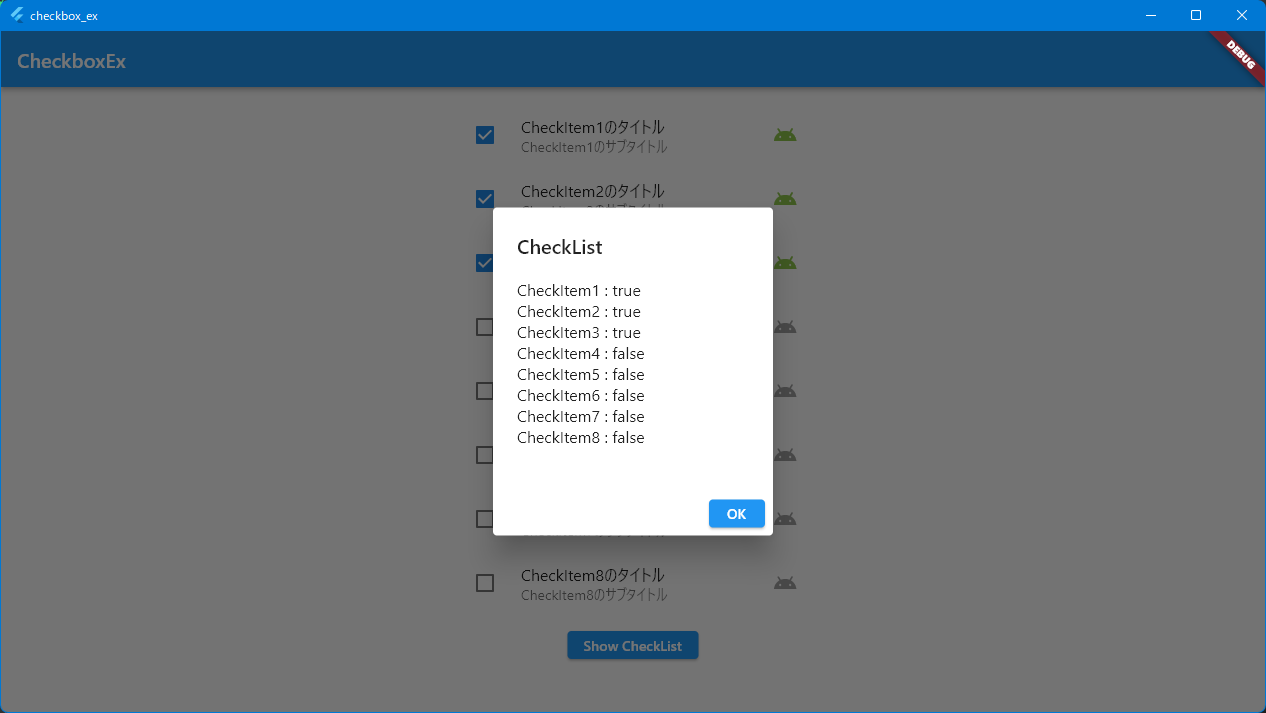 checkbox_ex
CheckboxEx
DEBUG
CheckItem1のタイトル
CheckItem1のサブタイトル
CheckItem2のタイトル
CheckList
CheckItem1 : true
CheckItem2 : true
CheckItem3 : true
CheckItem4 : false
CheckItem5 : false
CheckItem6 : false
CheckItem7 : false
CheckItem8 : false
OK
CheckItem8のタイトル
CheckItem8のサブタイトル
Show CheckList